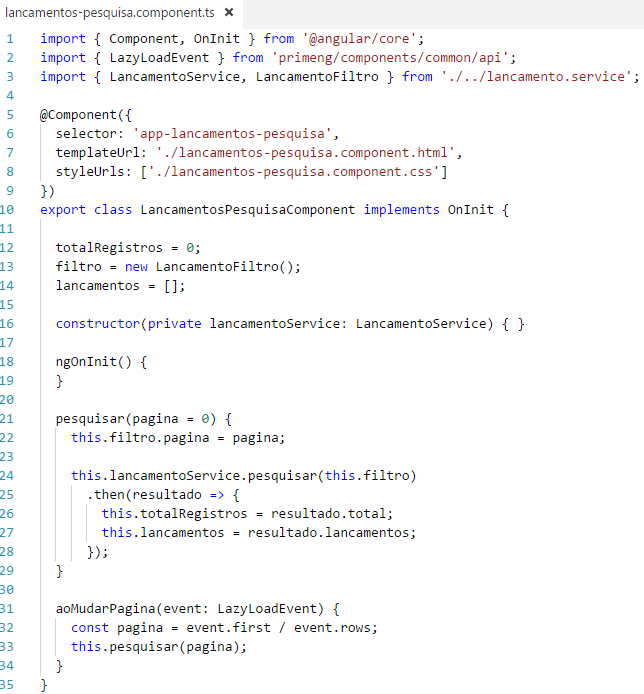 lancamentos-pesquisa.component.ts ×
1 import { Component, OnInit } from '@angular/core';
2 import { LazyLoadEvent } from 'primeng/components/common/api';
3 import { LancamentoService, LancamentoFiltro } from './../lancamento.service';
4
5 @Component({
6   selector: 'app-lancamentos-pesquisa',
7   templateUrl: './lancamentos-pesquisa.component.html',
8   styleUrls: ['./lancamentos-pesquisa.component.css']
9 })
10 export class LancamentosPesquisaComponent implements OnInit {
11
12   totalRegistros = 0;
13   filtro = new LancamentoFiltro();
14   lancamentos = [];
15
16   constructor(private lancamentoService: LancamentoService) { }
17
18   ngOnInit() {
19   }
20
21   pesquisar(pagina = 0) {
22     this.filtro.pagina = pagina;
23
24     this.lancamentoService.pesquisar(this.filtro)
25       .then(resultado => {
26         this.totalRegistros = resultado.total;
27         this.lancamentos = resultado.lancamentos;
28       });
29   }
30
31   aoMudarPagina(event: LazyLoadEvent) {
32     const pagina = event.first / event.rows;
33     this.pesquisar(pagina);
34   }
35 }